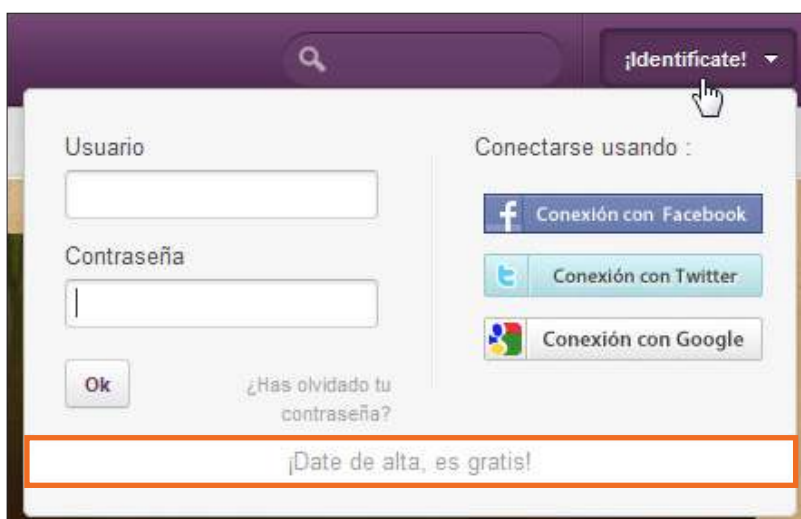 ¡Identificate!
Usuario
Contraseña
Ok
¿Has olvidado tu
contraseña?
Conectarse usando :
f Conexión con Facebook
t Conexión con Twitter
g Conexión con Google
¡Date de alta, es gratis!